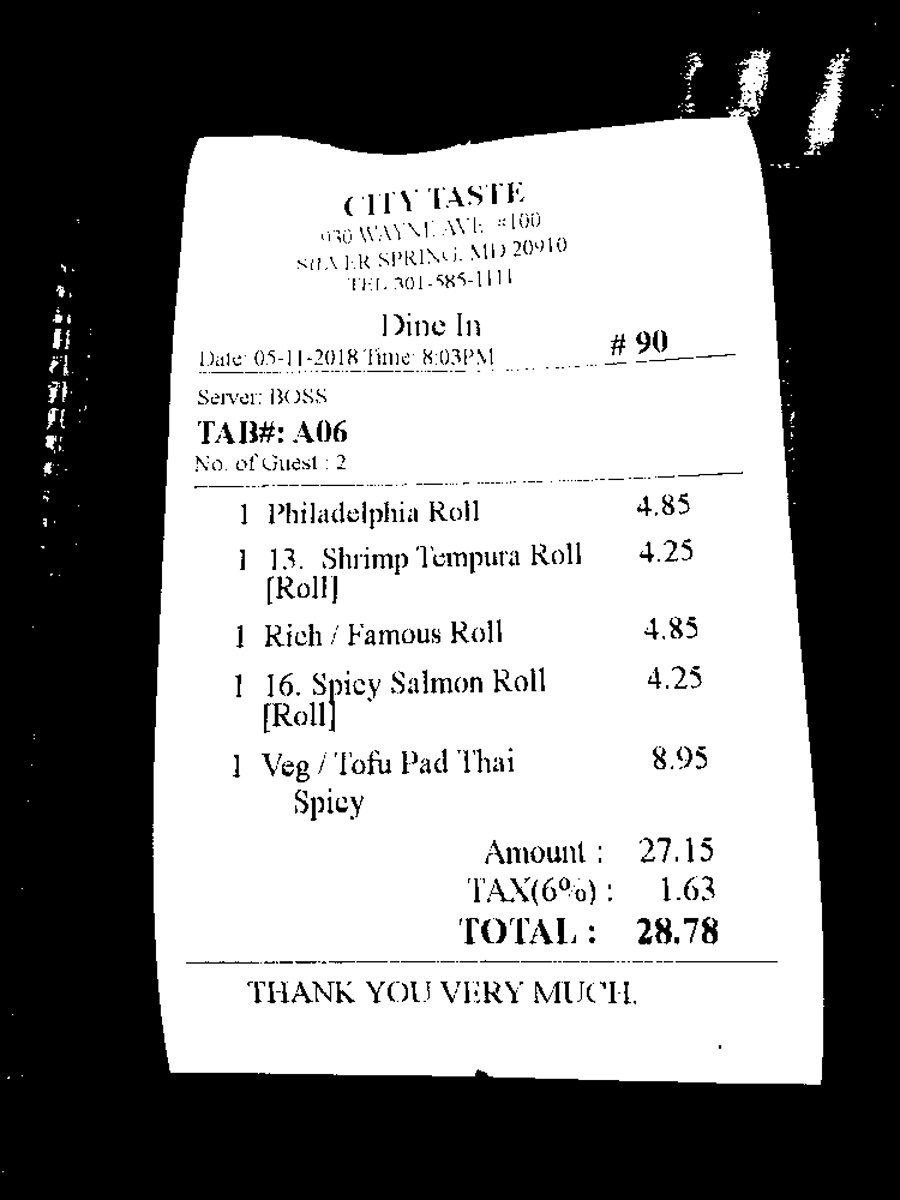 CITY TASTE
930 WAYNE AVE #100
SILVER SPRING, MD 20910
TEL 301-585-1111
Dine In
# 90
Date: 05-11-2018 Time: 8:03PM
Server: BOSS
TAB#: A06
No. of Guest : 2
1 Philadelphia Roll 4.85
1 13. Shrimp Tempura Roll 4.25
[Roll]
1 Rich / Famous Roll 4.85
1 16. Spicy Salmon Roll 4.25
[Roll]
1 Veg / Tofu Pad Thai 8.95
Spicy
Amount : 27.15
TAX(6%) : 1.63
TOTAL : 28.78
THANK YOU VERY MUCH.